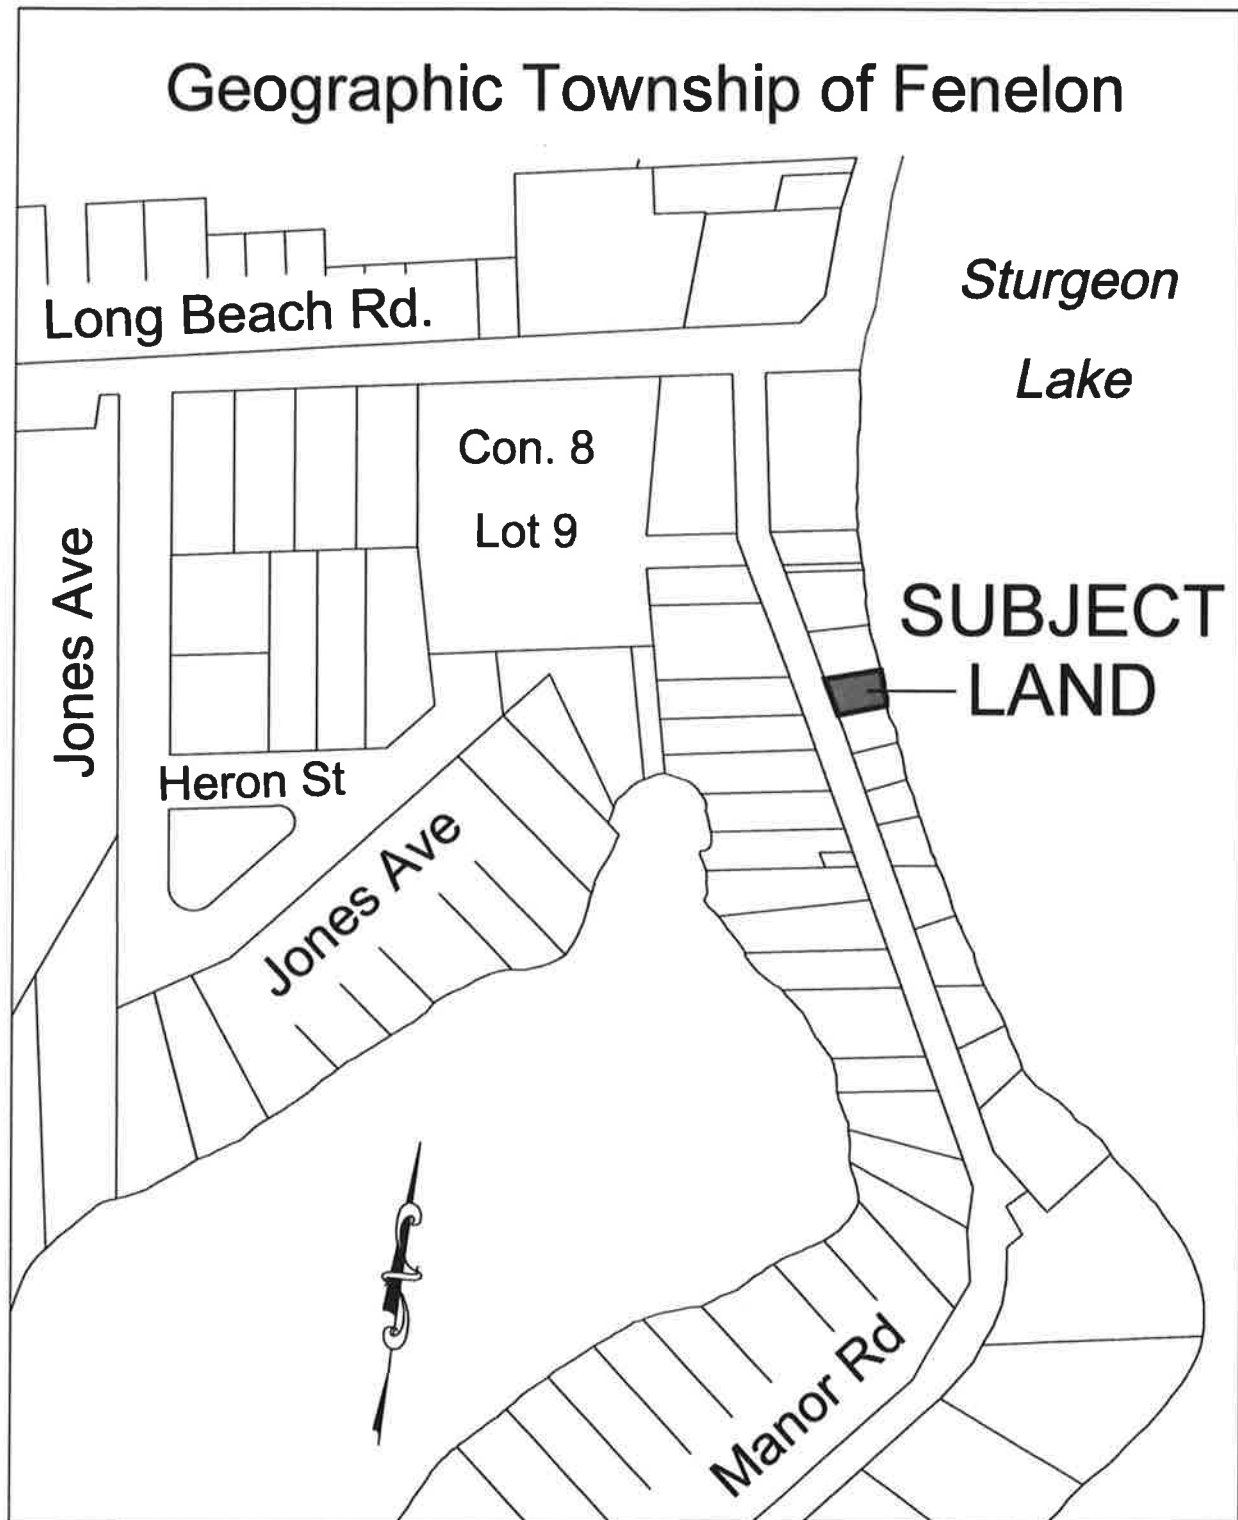 Geographic Township of Fenelon
Sturgeon
Lake
Long Beach Rd.
Con. 8
Lot 9
Jones Ave
SUBJECT
LAND
Heron St
Jones Ave
Manor Rd